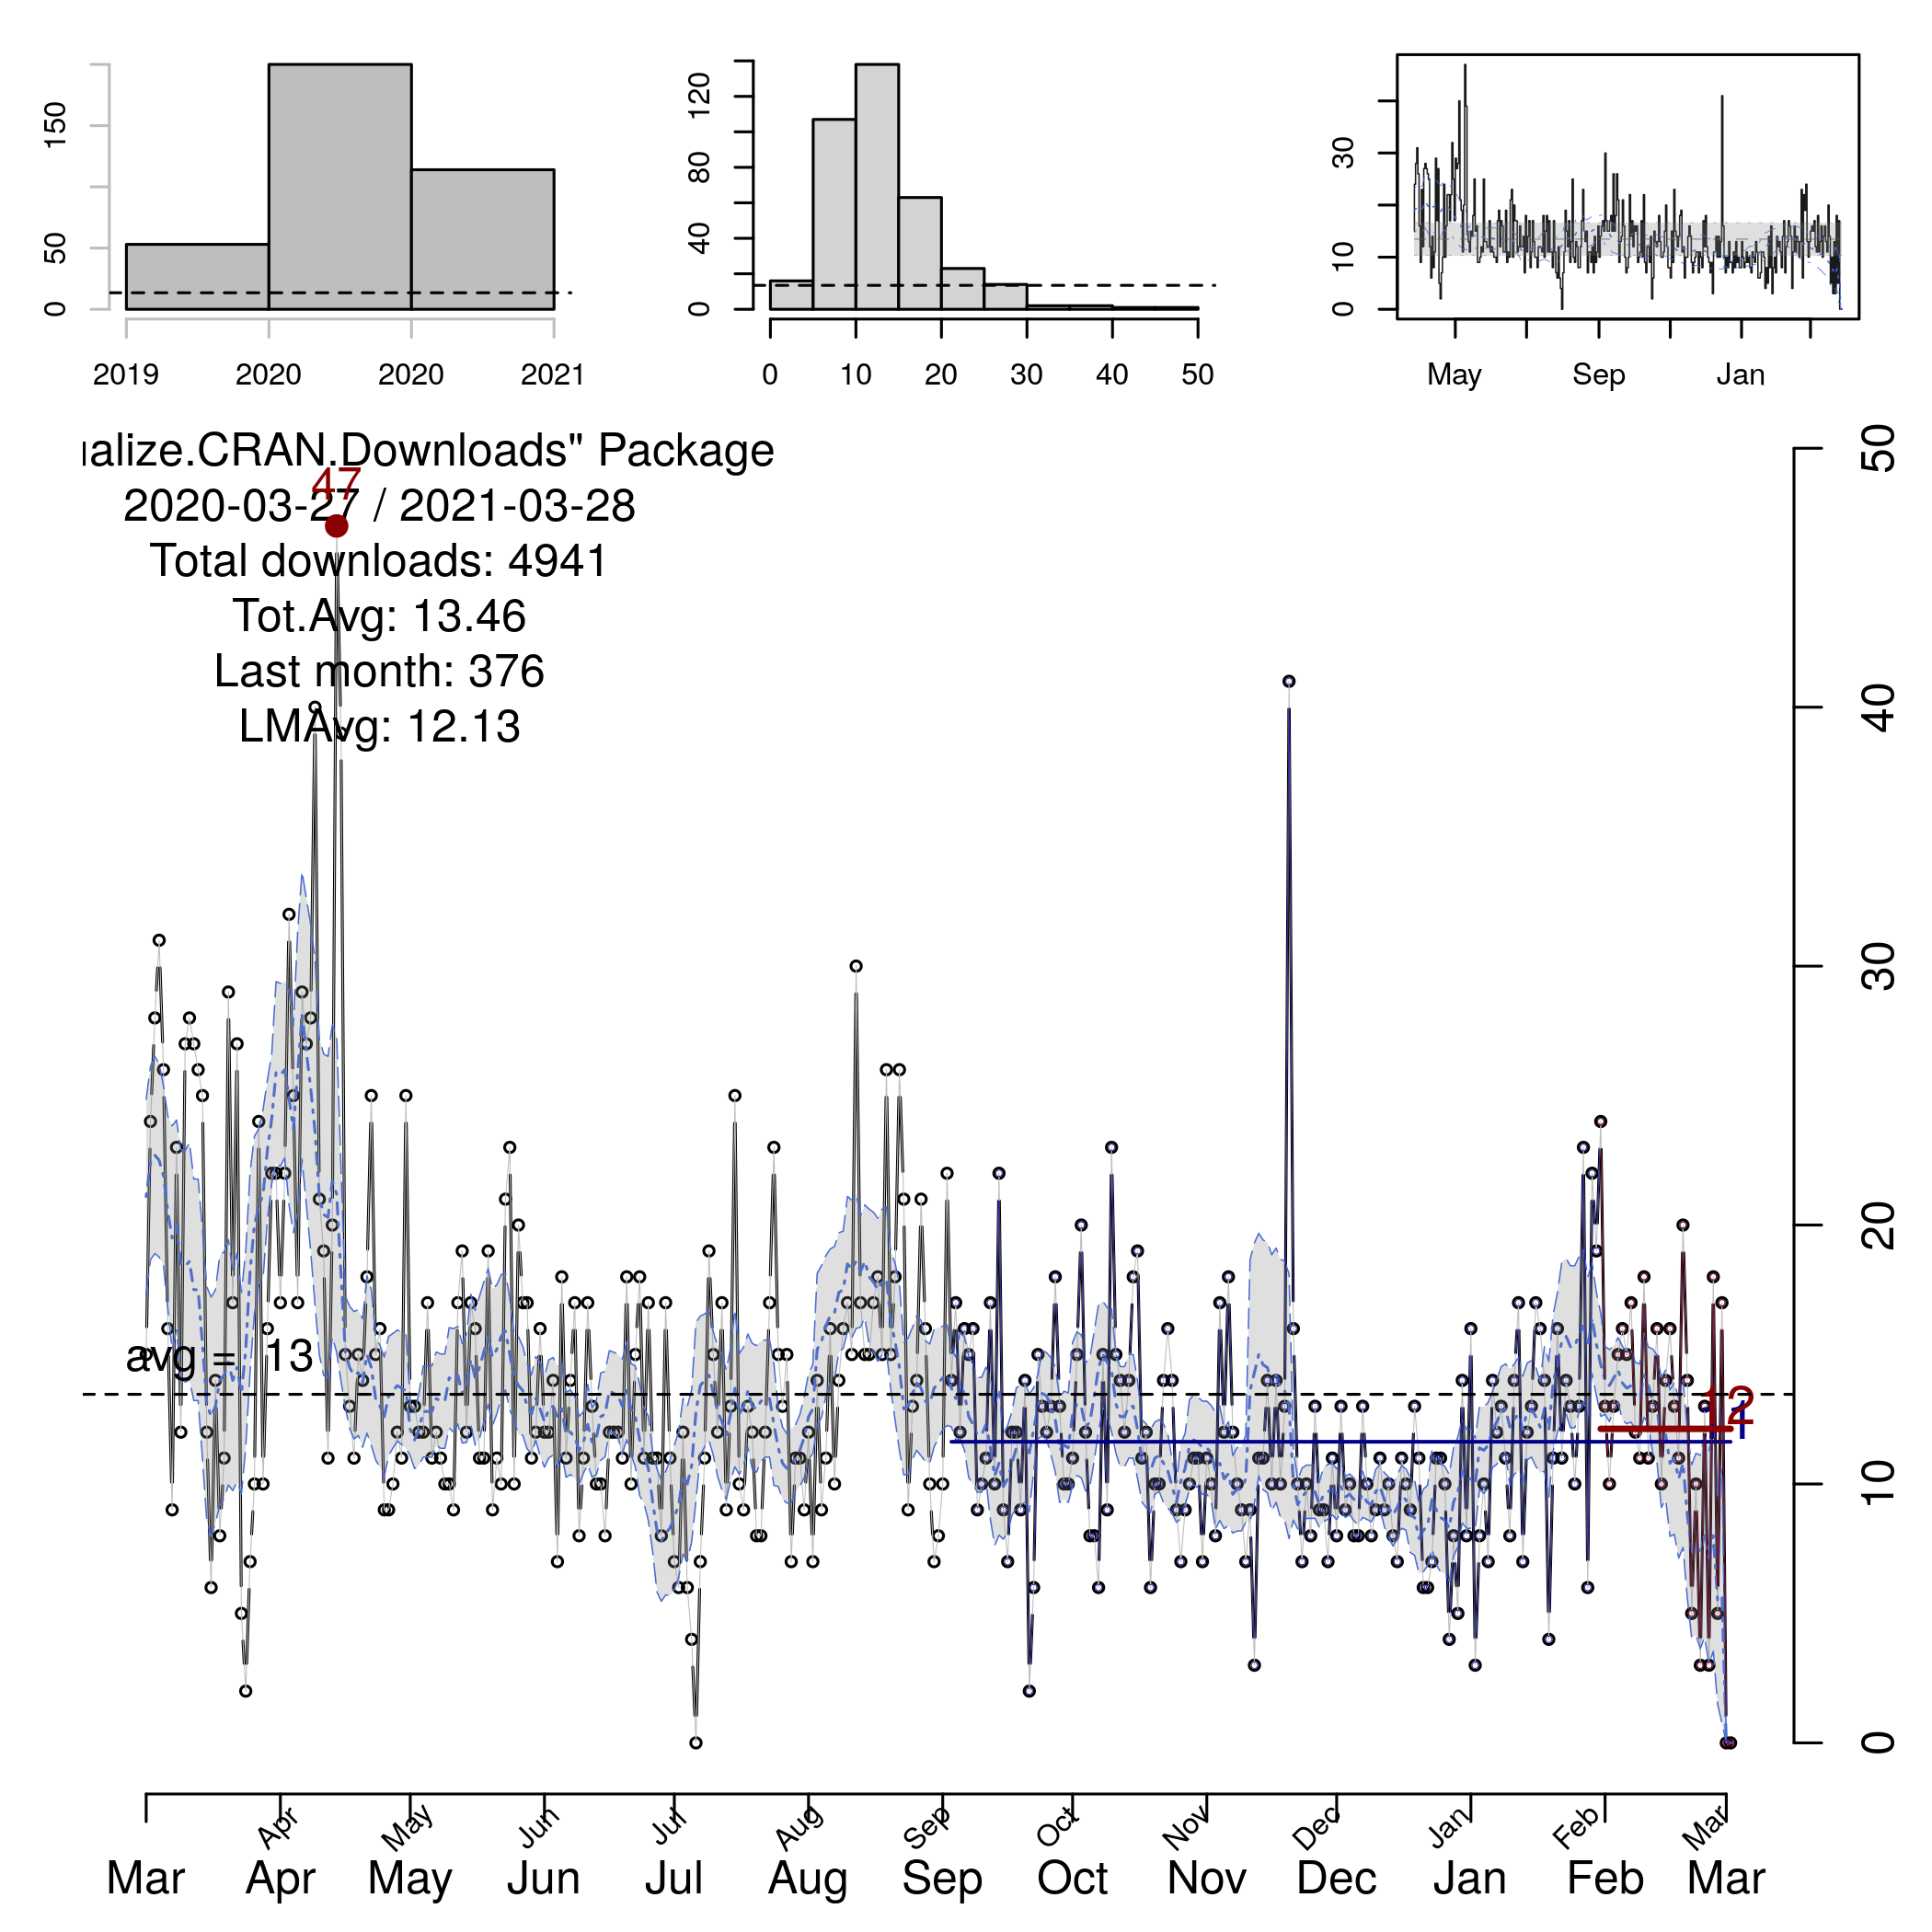 150
50
0
2019 2020 2020 2021
120
80
40
0
0 10 20 30 40 50
30
10
0
May Sep Jan
alize.CRAN.Downloads" Package
47
2020-03-27 / 2021-03-28
Total downloads: 4941
Tot.Avg: 13.46
Last month: 376
LMAvg: 12.13
avg = 13
12
11
50
40
30
20
10
0
Apr May Jun Jul Aug Sep Oct Nov Dec Jan Feb Mar
Mar Apr May Jun Jul Aug Sep Oct Nov Dec Jan Feb Mar